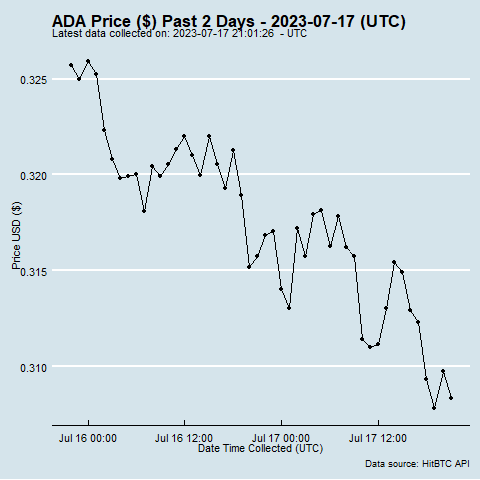 ADA Price ($) Past 2 Days - 2023-07-17 (UTC)
Latest data collected on: 2023-07-17 21:01:26 - UTC
0.325
0.320
0.315
0.310
Price USD ($)
Jul 16 00:00 Jul 16 12:00 Jul 17 00:00 Jul 17 12:00
Date Time Collected (UTC)
Data source: HitBTC API